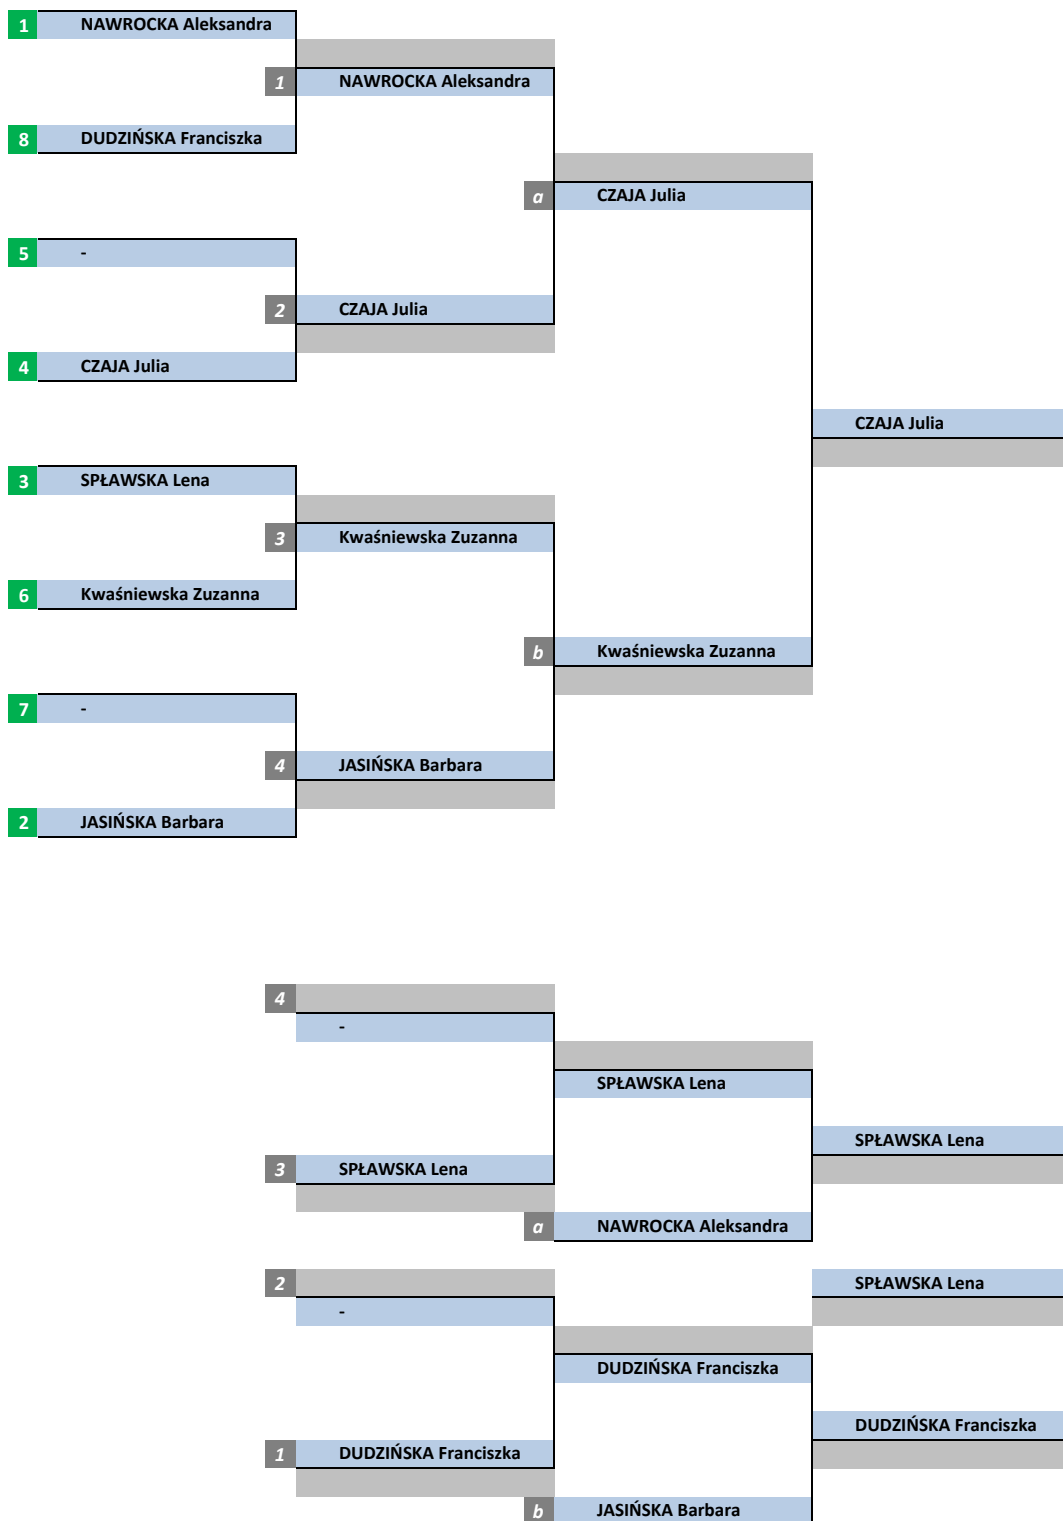 1 NAWROCKA Aleksandra
1 NAWROCKA Aleksandra
8 DUDZIŃSKA Franciszka
a CZAJA Julia
5 -
2 CZAJA Julia
4 CZAJA Julia
CZAJA Julia
3 SPŁAWSKA Lena
3 Kwaśniewska Zuzanna
6 Kwaśniewska Zuzanna
b Kwaśniewska Zuzanna
7 -
4 JASIŃSKA Barbara
2 JASIŃSKA Barbara
4
-
SPŁAWSKA Lena
SPŁAWSKA Lena
3 SPŁAWSKA Lena
a NAWROCKA Aleksandra
2 SPŁAWSKA Lena
-
DUDZIŃSKA Franciszka
DUDZIŃSKA Franciszka
1 DUDZIŃSKA Franciszka
b JASIŃSKA Barbara